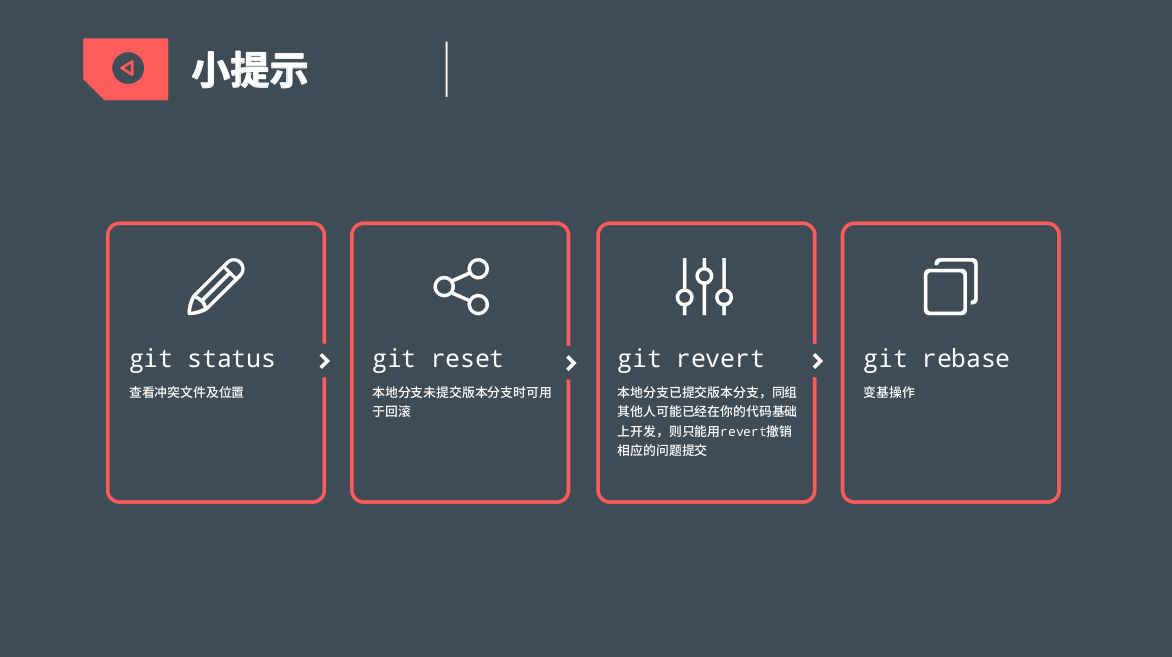 小提示
git status
查看冲突文件及位置
git reset
本地分支未提交版本分支时可用
于回滚
git revert
本地分支已提交版本分支，同组
其他人可能已经在你的代码基础
上开发，则只能用revert撤销
相应的问题提交
git rebase
变基操作